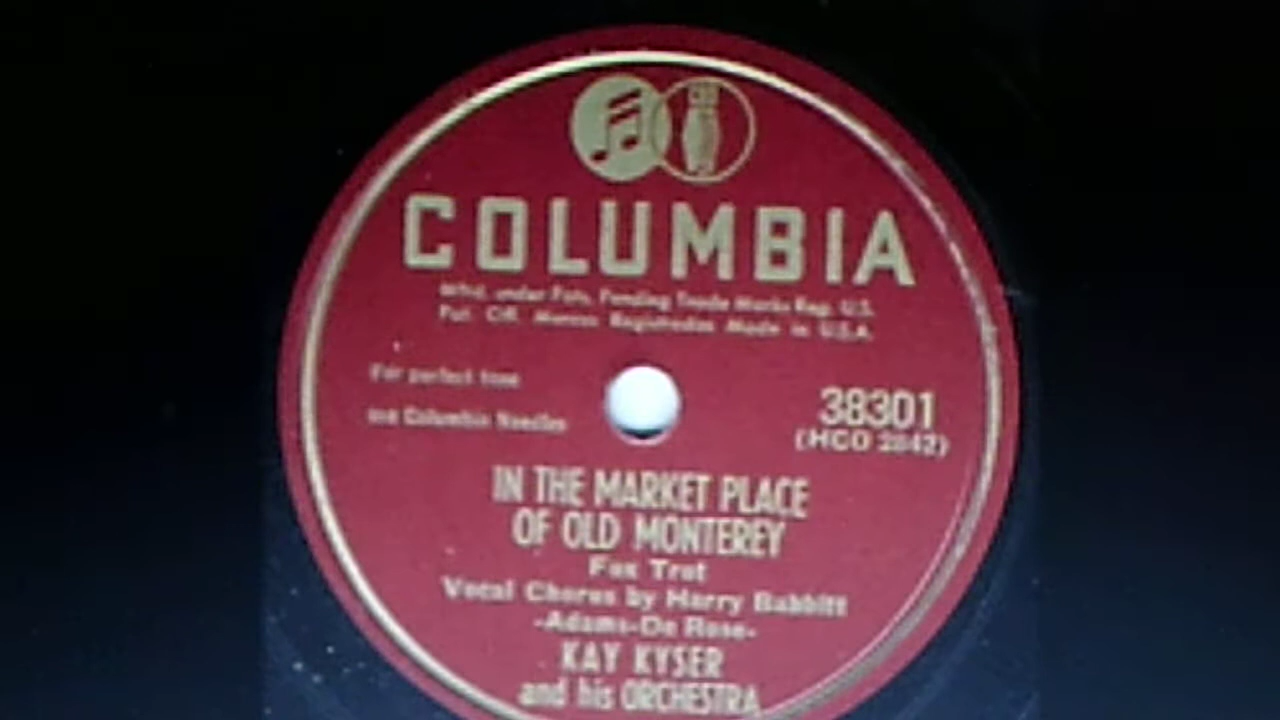 COLUMBIA
Mfd. under Pats. Pending Trade Marks Reg. U.S.
Pat. Off. Marcas Registradas Made in U.S.A.
For perfect tone
use Columbia Needles
38301
(HCO
IN THE MARKET PLACE
OF OLD MONTEREY
Fox Trot
Vocal Chorus by Harry Babbitt
-Adams-De Rose-
KAY KYSER
and his ORCHESTRA